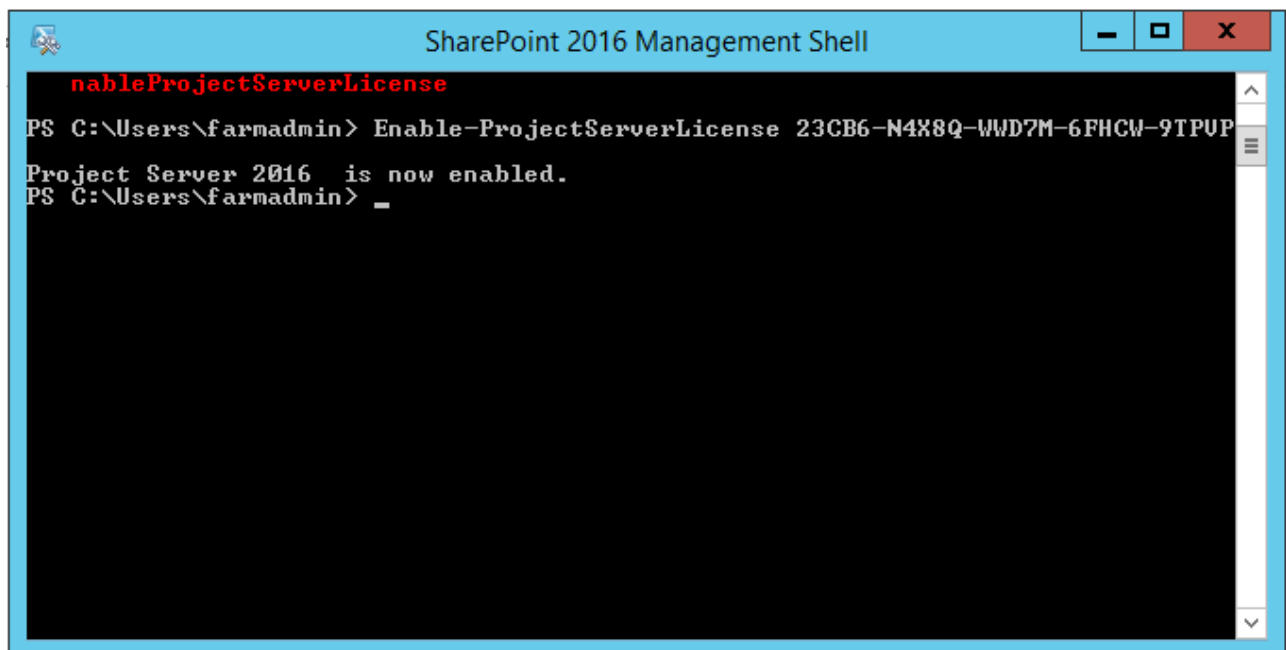 SharePoint 2016 Management Shell
nableProjectServerLicense
PS C:\Users\farmadmin> Enable-ProjectServerLicense 23CB6-N4X8Q-WWD7M-6FHCW-9TPVP
Project Server 2016  is now enabled.
PS C:\Users\farmadmin> _